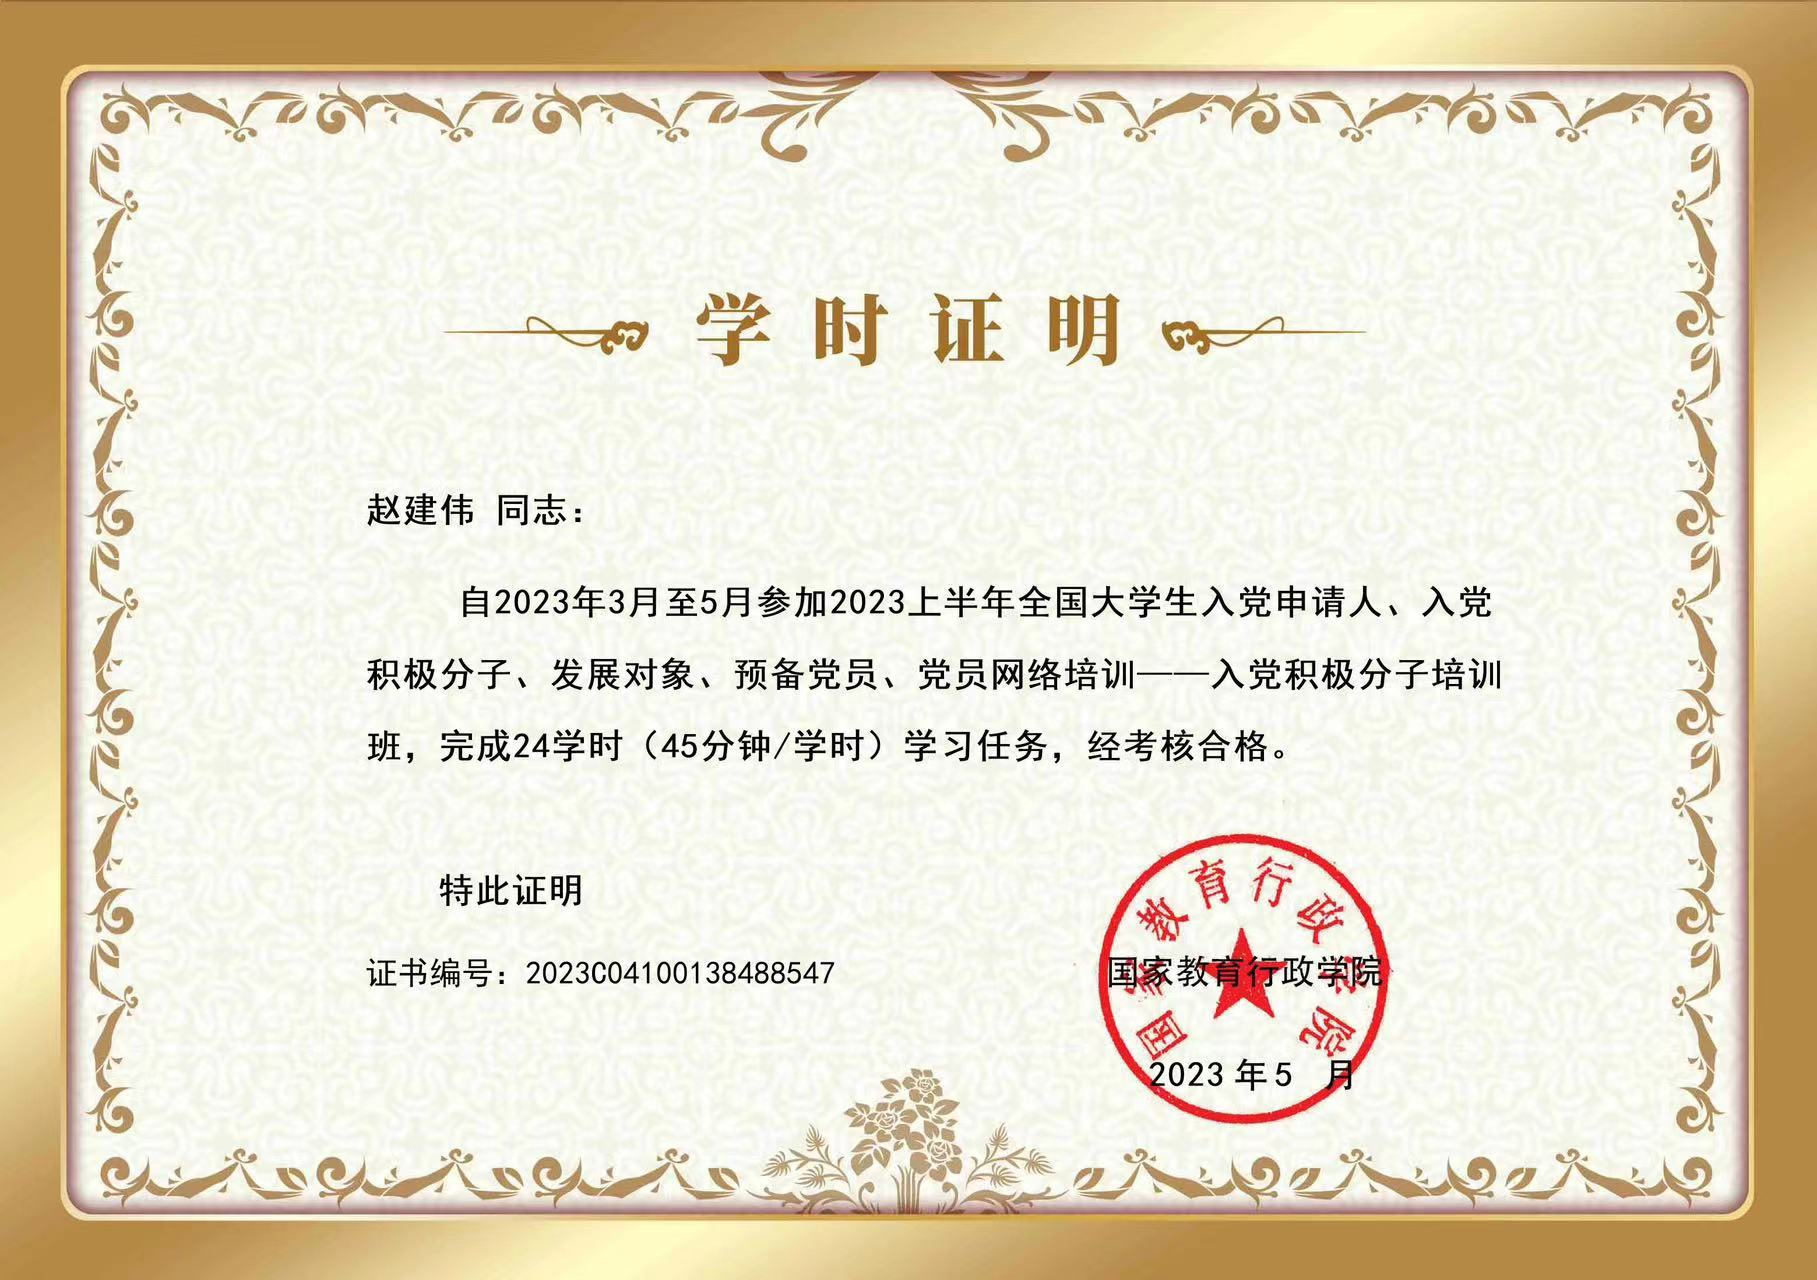 学时证明
赵建伟 同志：
自2023年3月至5月参加2023上半年全国大学生入党申请人、入党
积极分子、发展对象、预备党员、党员网络培训——入党积极分子培训
班，完成24学时（45分钟/学时）学习任务，经考核合格。
特此证明
证书编号：2023C04100138488547
国家教育行政学院
国家教育行政学院
2023 年 5 月